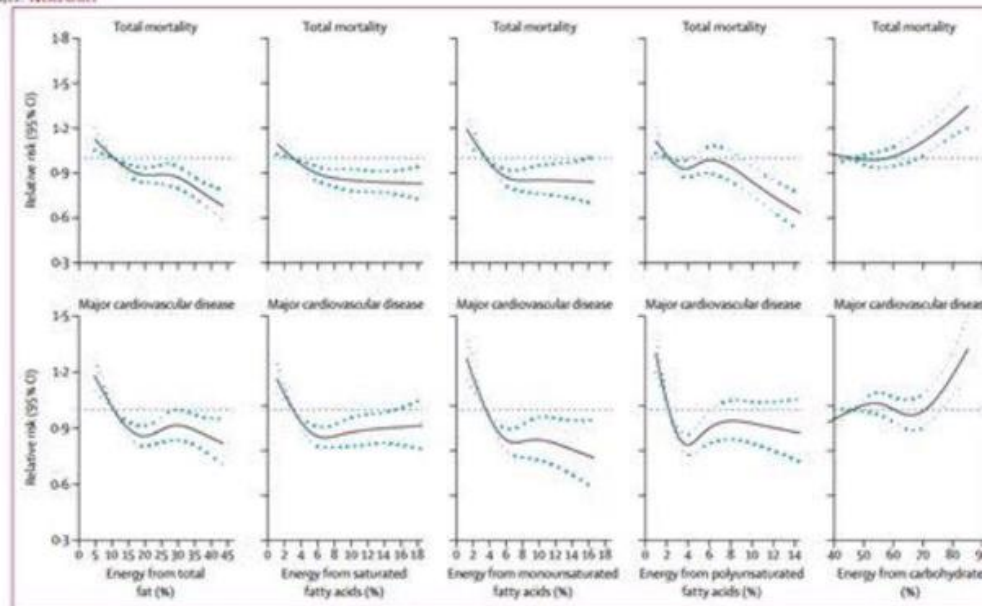 Total mortality Total mortality Total mortality Total mortality Total mortality
1·8
1·5
1·2
0·9
0·6
0·3
Relative risk (95% CI)
Major cardiovascular disease Major cardiovascular disease Major cardiovascular disease Major cardiovascular disease Major cardiovascular disease
1·5
1·2
0·9
0·6
0·3
Relative risk (95% CI)
0 5 10 15 20 25 30 35 40 45 0 2 4 6 8 10 12 14 16 18 0 2 4 6 8 10 12 14 16 18 0 2 4 6 8 10 12 14 40 50 60 70 80
Energy from total Energy from saturated Energy from monounsaturated Energy from polyunsaturated Energy from carbohydrate
fat (%) fatty acids (%) fatty acids (%) fatty acids (%) (%)